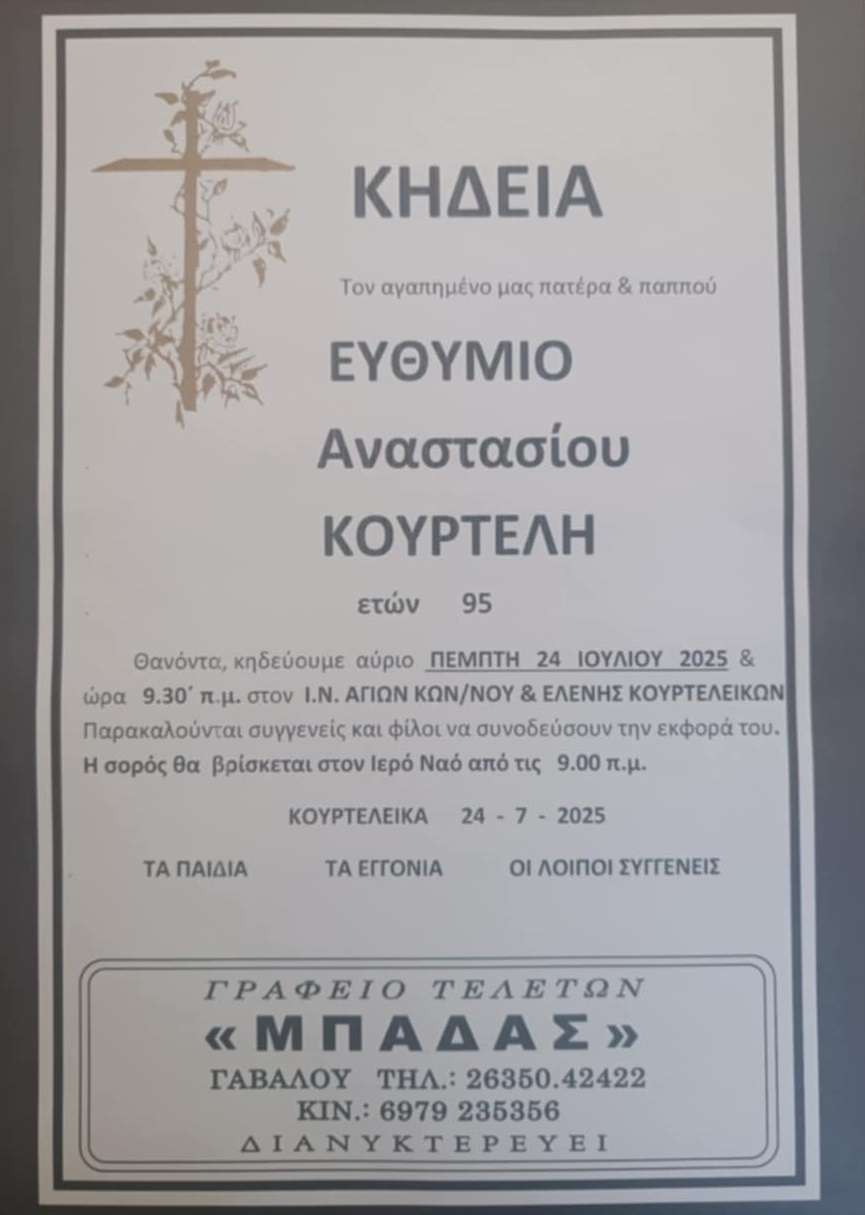 ΚΗΔΕΙΑ
Τον αγαπημένο μας πατέρα & παππού
ΕΥΘΥΜΙΟ
Αναστασίου
ΚΟΥΡΤΕΛΗ
ετών 95
Θανόντα, κηδεύουμε αύριο ΠΕΜΠΤΗ 24 ΙΟΥΛΙΟΥ 2025 &
ώρα 9.30΄ π.μ. στον Ι.Ν. ΑΓΙΩΝ ΚΩΝ/ΝΟΥ & ΕΛΕΝΗΣ ΚΟΥΡΤΕΛΕΙΚΩΝ
Παρακαλούνται συγγενείς και φίλοι να συνοδεύσουν την εκφορά του.
Η σορός θα βρίσκεται στον Ιερό Ναό από τις 9.00 π.μ.
ΚΟΥΡΤΕΛΕΙΚΑ 24 - 7 - 2025
ΤΑ ΠΑΙΔΙΑ ΤΑ ΕΓΓΟΝΙΑ ΟΙ ΛΟΙΠΟΙ ΣΥΓΓΕΝΕΙΣ
ΓΡΑΦΕΙΟ ΤΕΛΕΤΩΝ
«ΜΠΑΔΑΣ»
ΓΑΒΑΛΟΥ ΤΗΛ.: 26350.42422
ΚΙΝ.: 6979 235356
ΔΙΑΝΥΚΤΕΡΕΥΕΙ